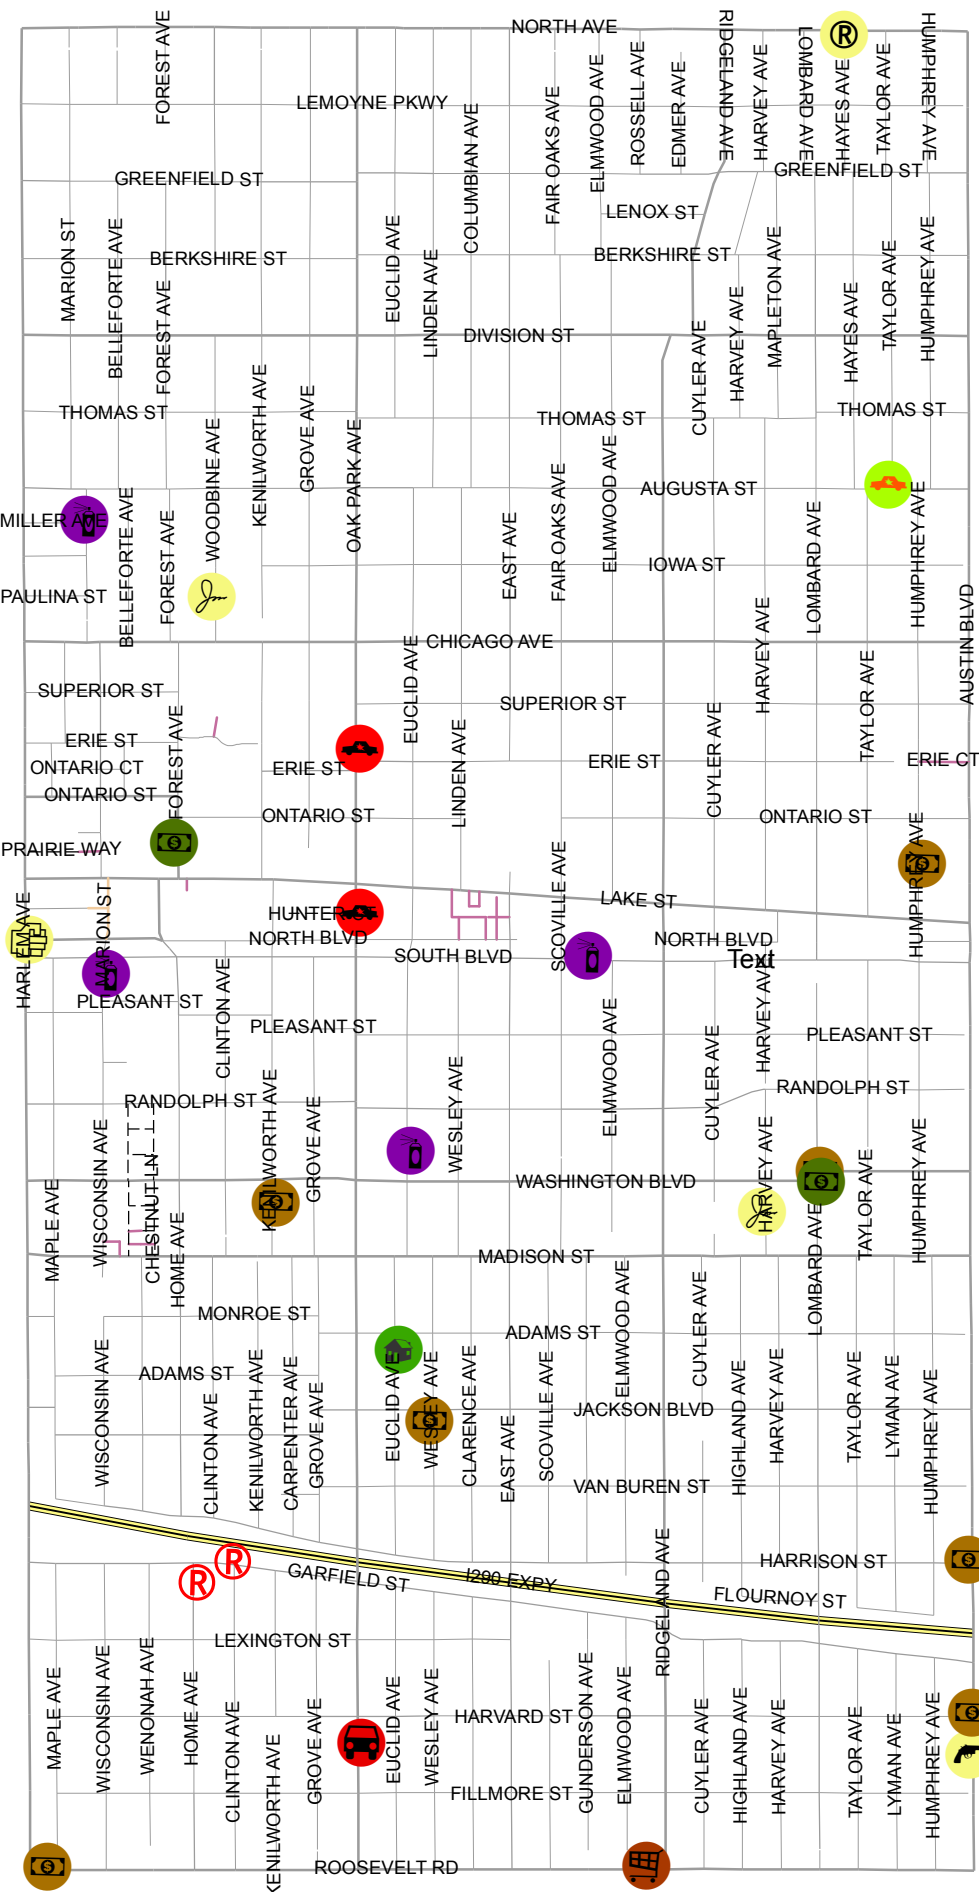 NORTH AVE
FOREST AVE
RIDGELAND AVE
HARVEY AVE
LOMBARD AVE
HAYES AVE
TAYLOR AVE
HUMPHREY AVE
®
LEMOYNE PKWY
COLUMBIAN AVE
FAIR OAKS AVE
ELMWOOD AVE
ROSSELL AVE
EDMER AVE
GREENFIELD ST
GREENFIELD ST
LENOX ST
MARION ST
BELLEFORTE AVE
FOREST AVE
BERKSHIRE ST
EUCLID AVE
LINDEN AVE
BERKSHIRE ST
MAPLETON AVE
HARVEY AVE
CUYLER AVE
HAYES AVE
TAYLOR AVE
HUMPHREY AVE
DIVISION ST
THOMAS ST
WOODBINE AVE
KENILWORTH AVE
GROVE AVE
OAK PARK AVE
THOMAS ST
THOMAS ST
AUGUSTA ST
MILLER AVE
BELLEFORTE AVE
FOREST AVE
EAST AVE
FAIR OAKS AVE
ELMWOOD AVE
IOWA ST
LOMBARD AVE
HUMPHREY AVE
PAULINA ST
CHICAGO AVE
HARVEY AVE
AUSTIN BLVD
SUPERIOR ST
EUCLID AVE
SUPERIOR ST
TAYLOR AVE
ERIE ST
FOREST AVE
ERIE ST
LINDEN AVE
ERIE ST
CUYLER AVE
ERIE CT
ONTARIO CT
ONTARIO ST
ONTARIO ST
ONTARIO ST
PRAIRIE WAY
HUMPHREY AVE
HARLEM AVE
MARION ST
HUNTER ST
SCOVILLE AVE
LAKE ST
NORTH BLVD
SOUTH BLVD
NORTH BLVD
Text
HARVEY AVE
PLEASANT ST
CLINTON AVE
PLEASANT ST
ELMWOOD AVE
CUYLER AVE
PLEASANT ST
RANDOLPH ST
KENILWORTH AVE
GROVE AVE
WESLEY AVE
RANDOLPH ST
WISCONSIN AVE
CHESTNUT LN
HOME AVE
MAPLE AVE
WASHINGTON BLVD
HARVEY AVE
LOMBARD AVE
TAYLOR AVE
HUMPHREY AVE
MADISON ST
MONROE ST
ADAMS ST
ELMWOOD AVE
CUYLER AVE
ADAMS ST
WISCONSIN AVE
CLINTON AVE
KENILWORTH AVE
CARPENTER AVE
GROVE AVE
EUCLID AVE
WESLEY AVE
CLARENCE AVE
EAST AVE
SCOVILLE AVE
JACKSON BLVD
HIGHLAND AVE
HARVEY AVE
TAYLOR AVE
LYMAN AVE
HUMPHREY AVE
VAN BUREN ST
HARRISON ST
® ®
GARFIELD ST
I290 EXPY
RIDGELAND AVE
FLOURNOY ST
LEXINGTON ST
MAPLE AVE
WISCONSIN AVE
WENONAH AVE
HOME AVE
CLINTON AVE
KENILWORTH AVE
GROVE AVE
EUCLID AVE
WESLEY AVE
HARVARD ST
GUNDERSON AVE
ELMWOOD AVE
CUYLER AVE
HIGHLAND AVE
HARVEY AVE
TAYLOR AVE
LYMAN AVE
HUMPHREY AVE
FILLMORE ST
ROOSEVELT RD